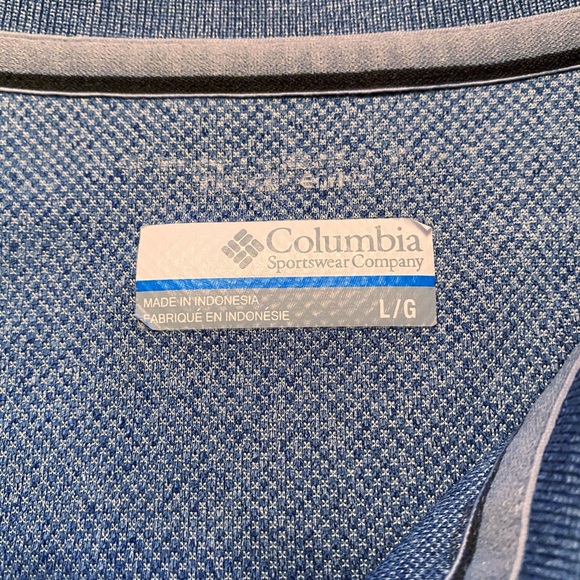 Columbia
Sportswear Company
MADE IN INDONESIA
FABRIQUÉ EN INDONÉSIE
L/G